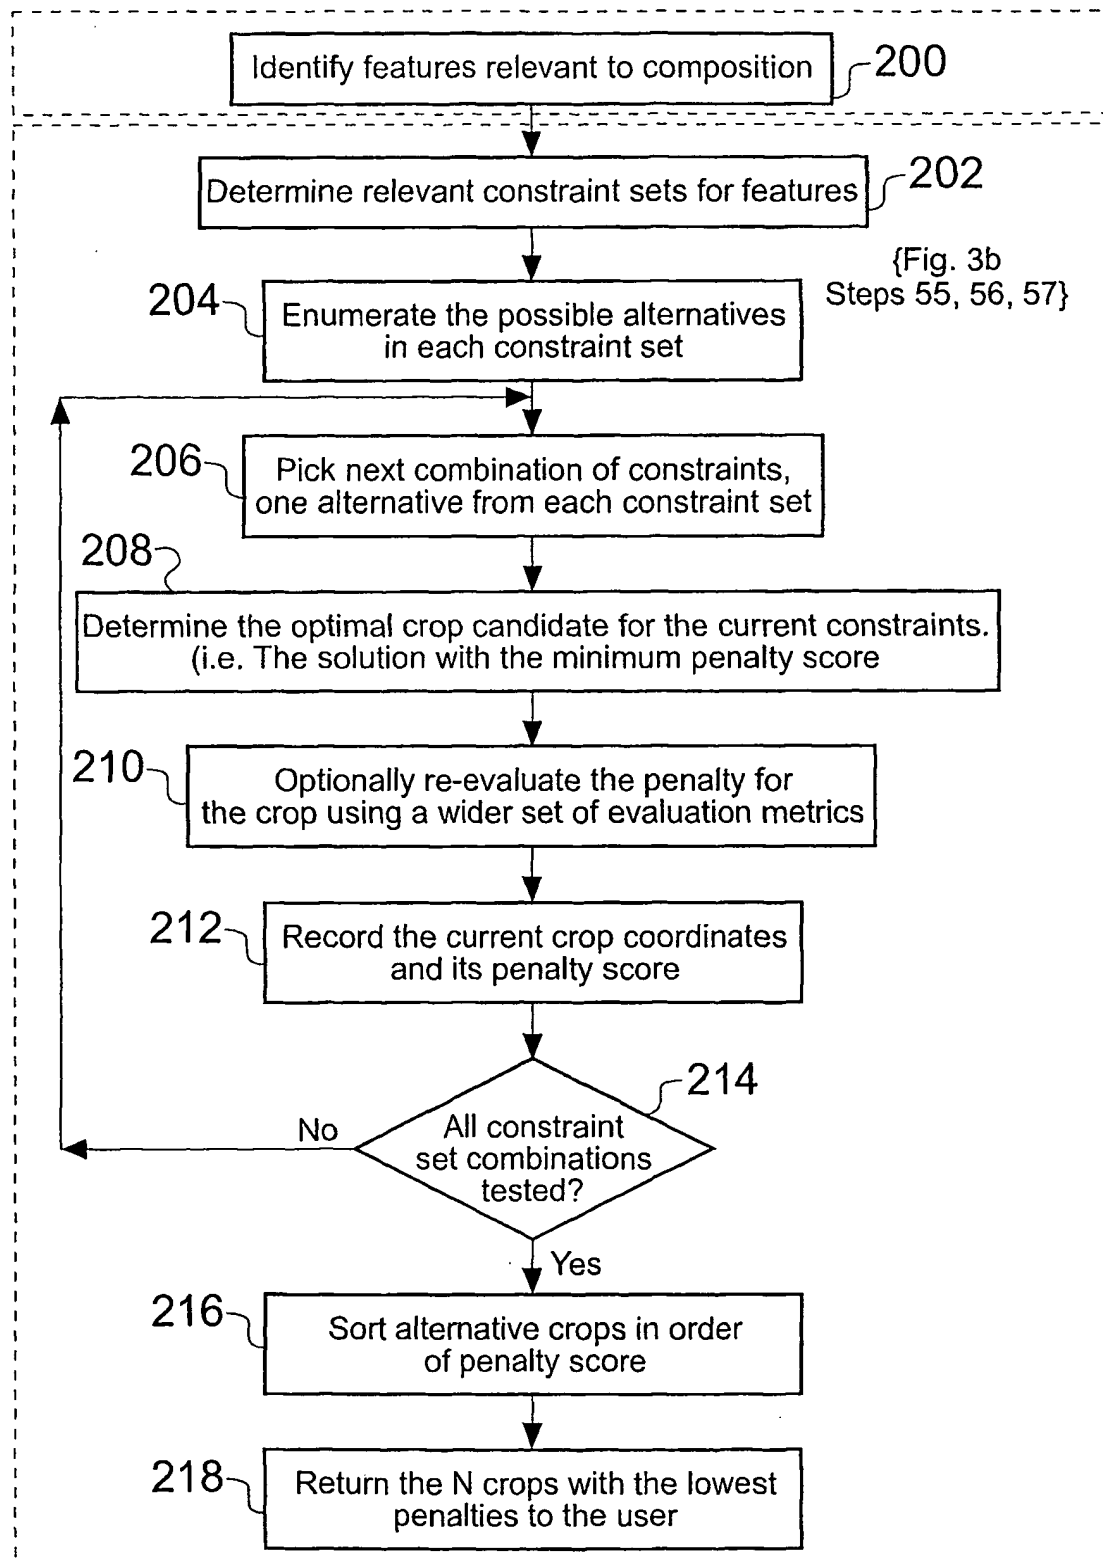 Identify features relevant to composition
200
Determine relevant constraint sets for features
202
{Fig. 3b
Steps 55, 56, 57}
204
Enumerate the possible alternatives
in each constraint set
206
Pick next combination of constraints,
one alternative from each constraint set
208
Determine the optimal crop candidate for the current constraints.
(i.e. The solution with the minimum penalty score
210
Optionally re-evaluate the penalty for
the crop using a wider set of evaluation metrics
212
Record the current crop coordinates
and its penalty score
214
No
All constraint
set combinations
tested?
Yes
216
Sort alternative crops in order
of penalty score
218
Return the N crops with the lowest
penalties to the user